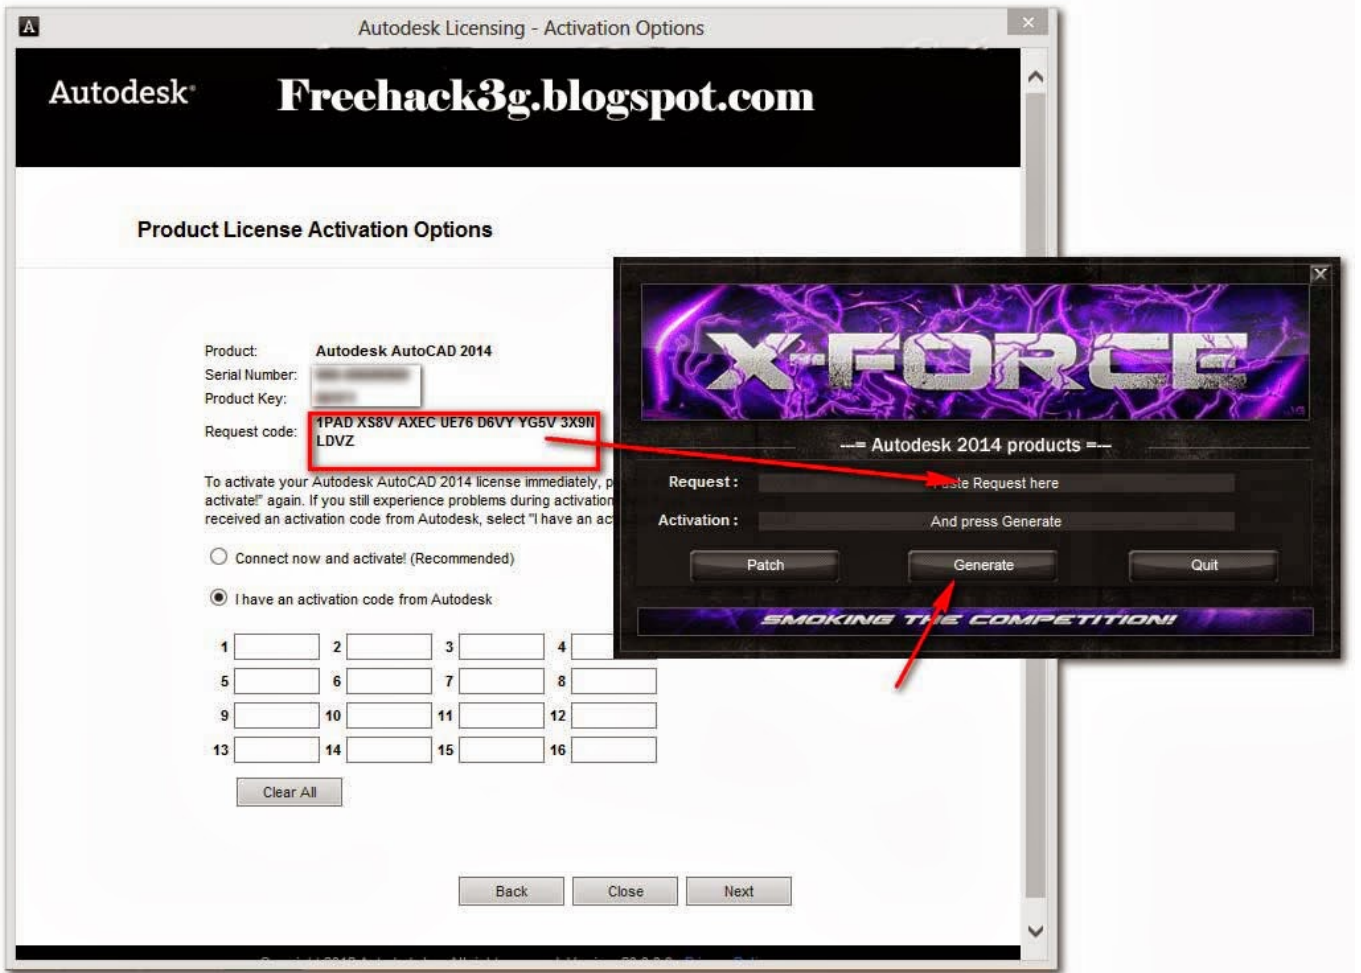 Autodesk Licensing - Activation Options
Autodesk
Freehack3g.blogspot.com
Product License Activation Options
Product: Autodesk AutoCAD 2014
Serial Number:
Product Key:
Request code: 1PAD XS8V AXEC UE76 D6VY YG5V 3X9N
LDVZ
To activate your Autodesk AutoCAD 2014 license immediately, p
activate!" again. If you still experience problems during activation
received an activation code from Autodesk, select "I have an ac
Connect now and activate! (Recommended)
I have an activation code from Autodesk
1 2 3 4
5 6 7 8
9 10 11 12
13 14 15 16
Clear All
Back Close Next
X-FORCE
---= Autodesk 2014 products =---
Request : Paste Request here
Activation : And press Generate
Patch Generate Quit
SMOKING THE COMPETITION!